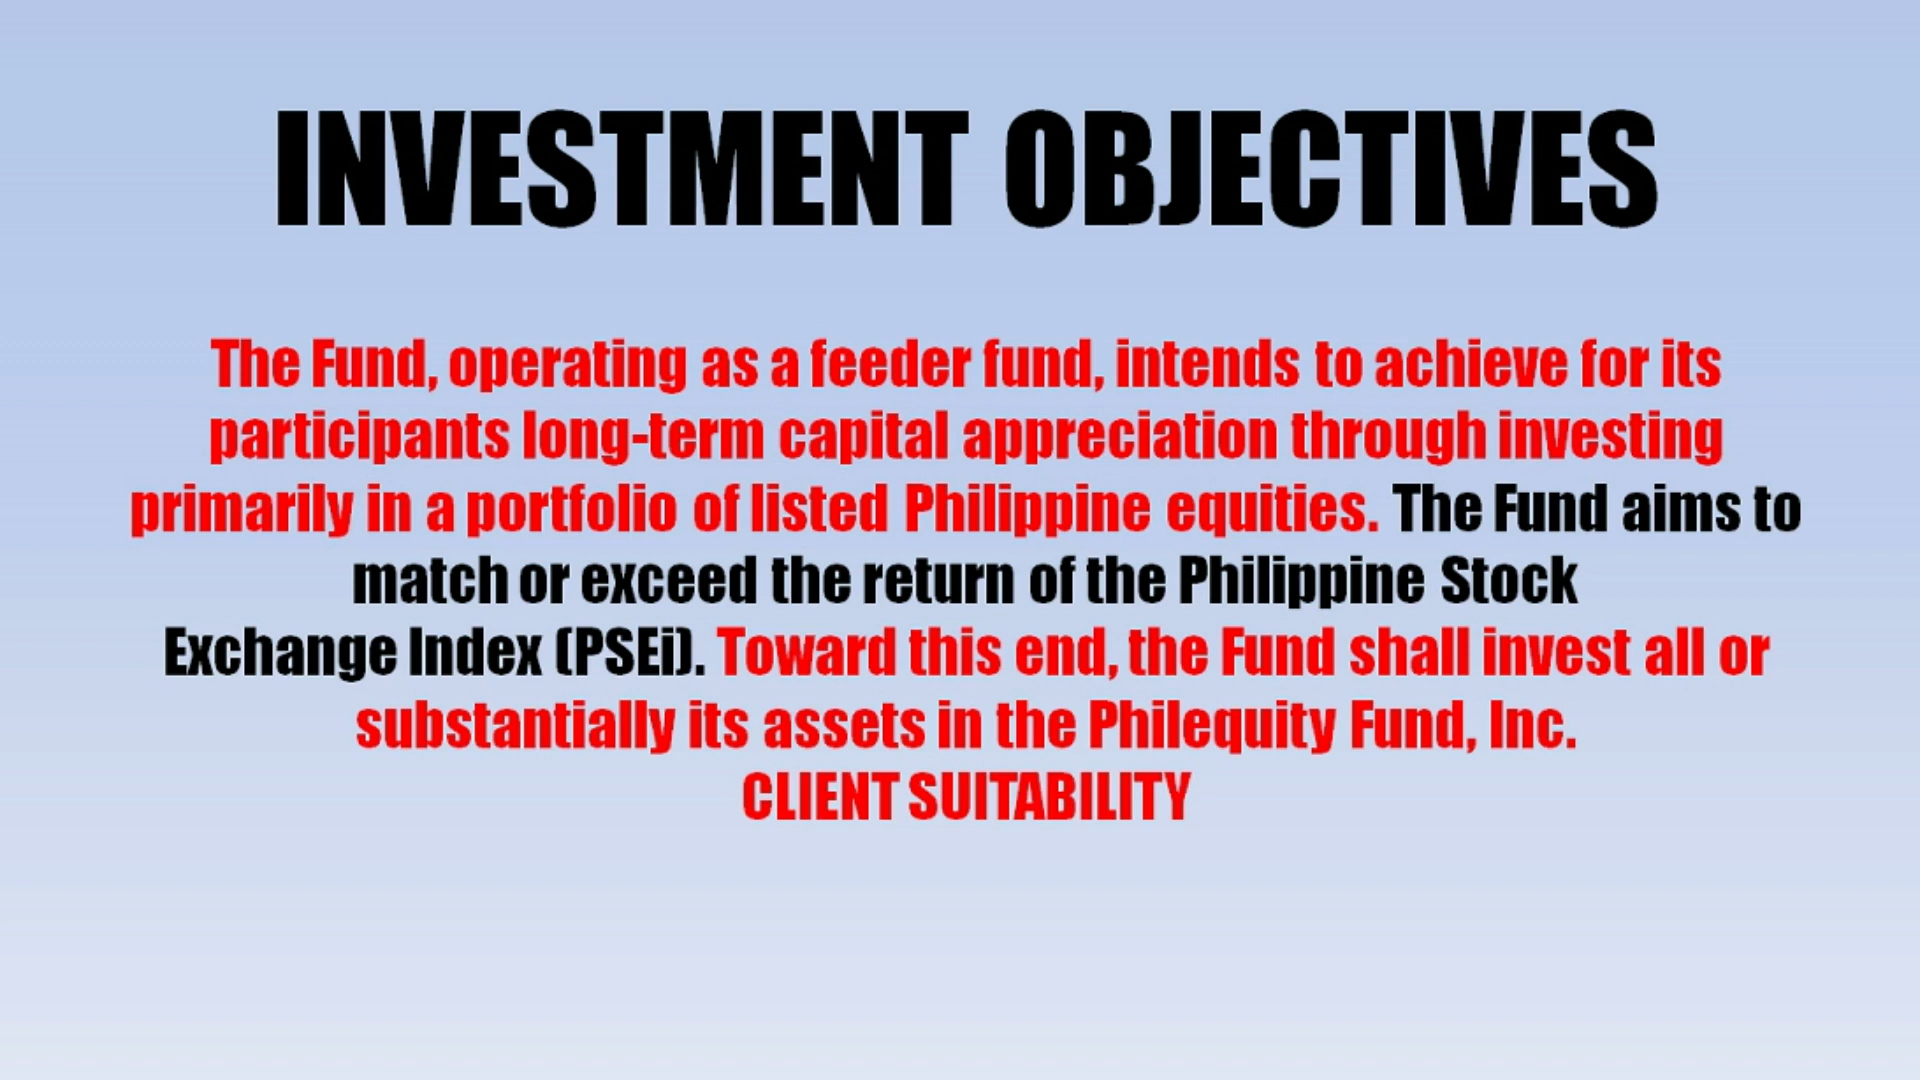 INVESTMENT OBJECTIVES
The Fund, operating as a feeder fund, intends to achieve for its
participants long-term capital appreciation through investing
primarily in a portfolio of listed Philippine equities. The Fund aims to
match or exceed the return of the Philippine Stock
Exchange Index (PSEi). Toward this end, the Fund shall invest all or
substantially its assets in the Philequity Fund, Inc.
CLIENT SUITABILITY